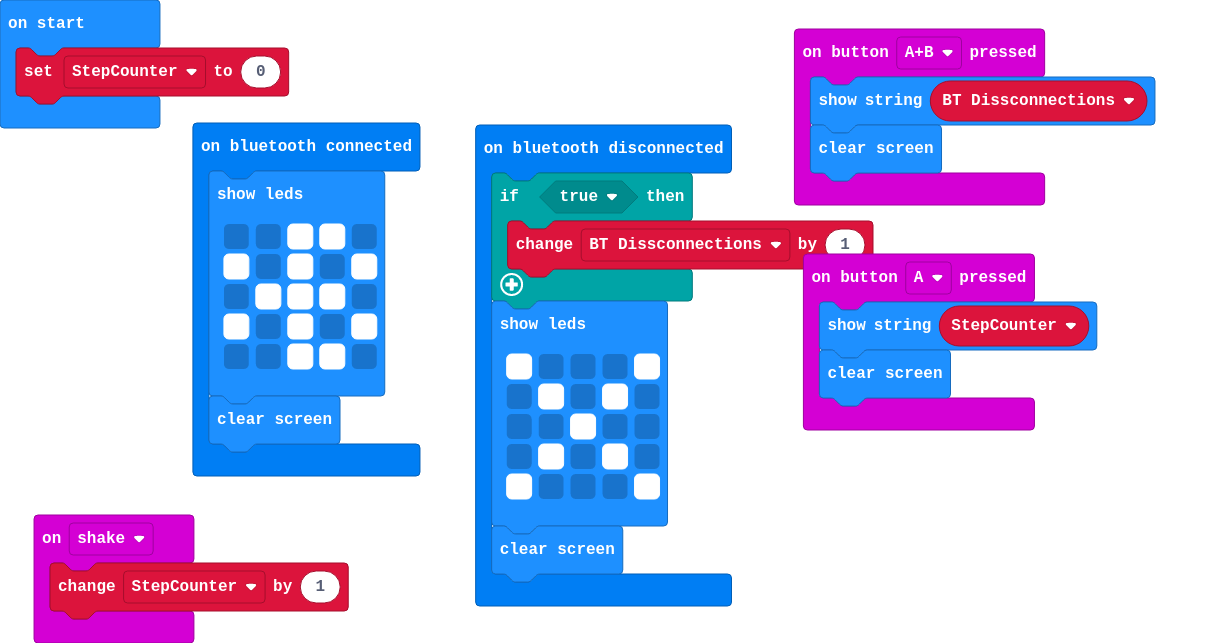 on start
set StepCounter to 0
on bluetooth connected
show leds
clear screen
on shake
change StepCounter by 1
on bluetooth disconnected
if true then
change BT Dissconnections by 1
show leds
clear screen
on button A+B pressed
show string BT Dissconnections
clear screen
on button A pressed
show string StepCounter
clear screen